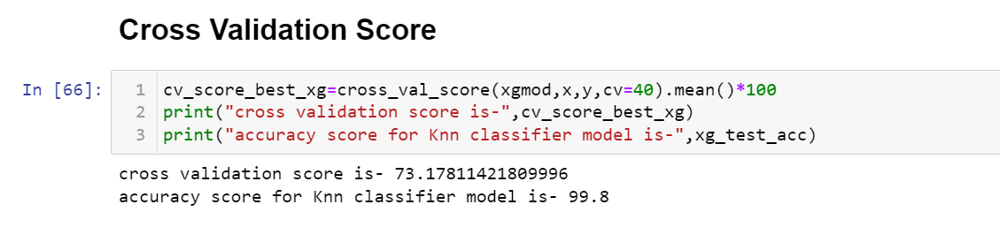 Cross Validation Score
In [66]:
1 cv_score_best_xg=cross_val_score(xgmod,x,y,cv=40).mean()*100
2 print("cross validation score is-",cv_score_best_xg)
3 print("accuracy score for Knn classifier model is-",xg_test_acc)
cross validation score is- 73.17811421809996
accuracy score for Knn classifier model is- 99.8